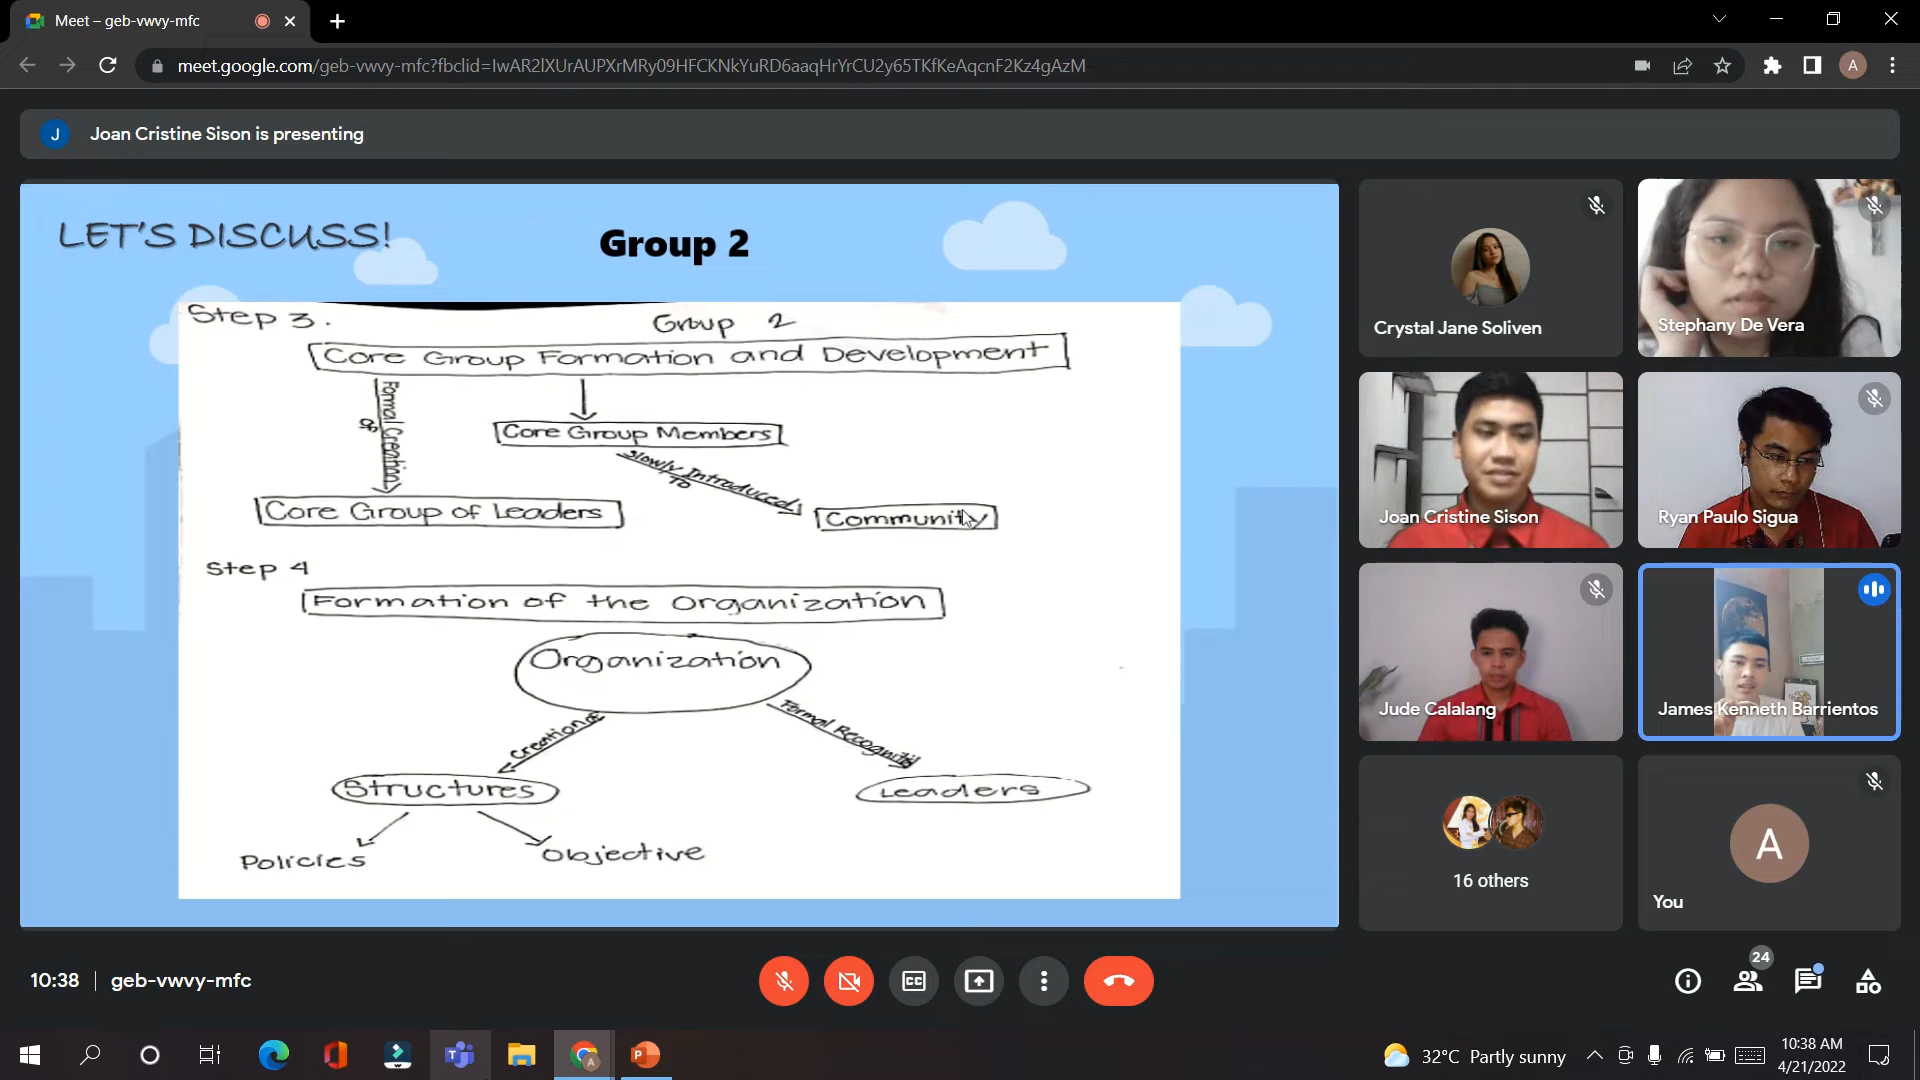 Meet – geb-vwvy-mfc
meet.google.com/geb-vwvy-mfc?fbclid=IwAR2lXUrAUPXrMRy09HFCKNkYuRD6aaqHrYrCU2y65TKfKeAqcnF2Kz4gAzM
A
J
Joan Cristine Sison is presenting
LET'S DISCUSS!
Group 2
Step 3.
Group 2
Core Group Formation and Development
Formal Creation
of
Core Group Members
Slowly Introduced
To
Core Group of Leaders
Community
Step 4
Formation of the Organization
Organization
Creation of
Formal Recogniti
Structures
Leaders
Policies
Objective
Crystal Jane Soliven
Stephany De Vera
Joan Cristine Sison
Ryan Paulo Sigua
Jude Calalang
James Kenneth Barrientos
16 others
A
You
10:38
geb-vwvy-mfc
CC
24
32°C Partly sunny
10:38 AM
4/21/2022